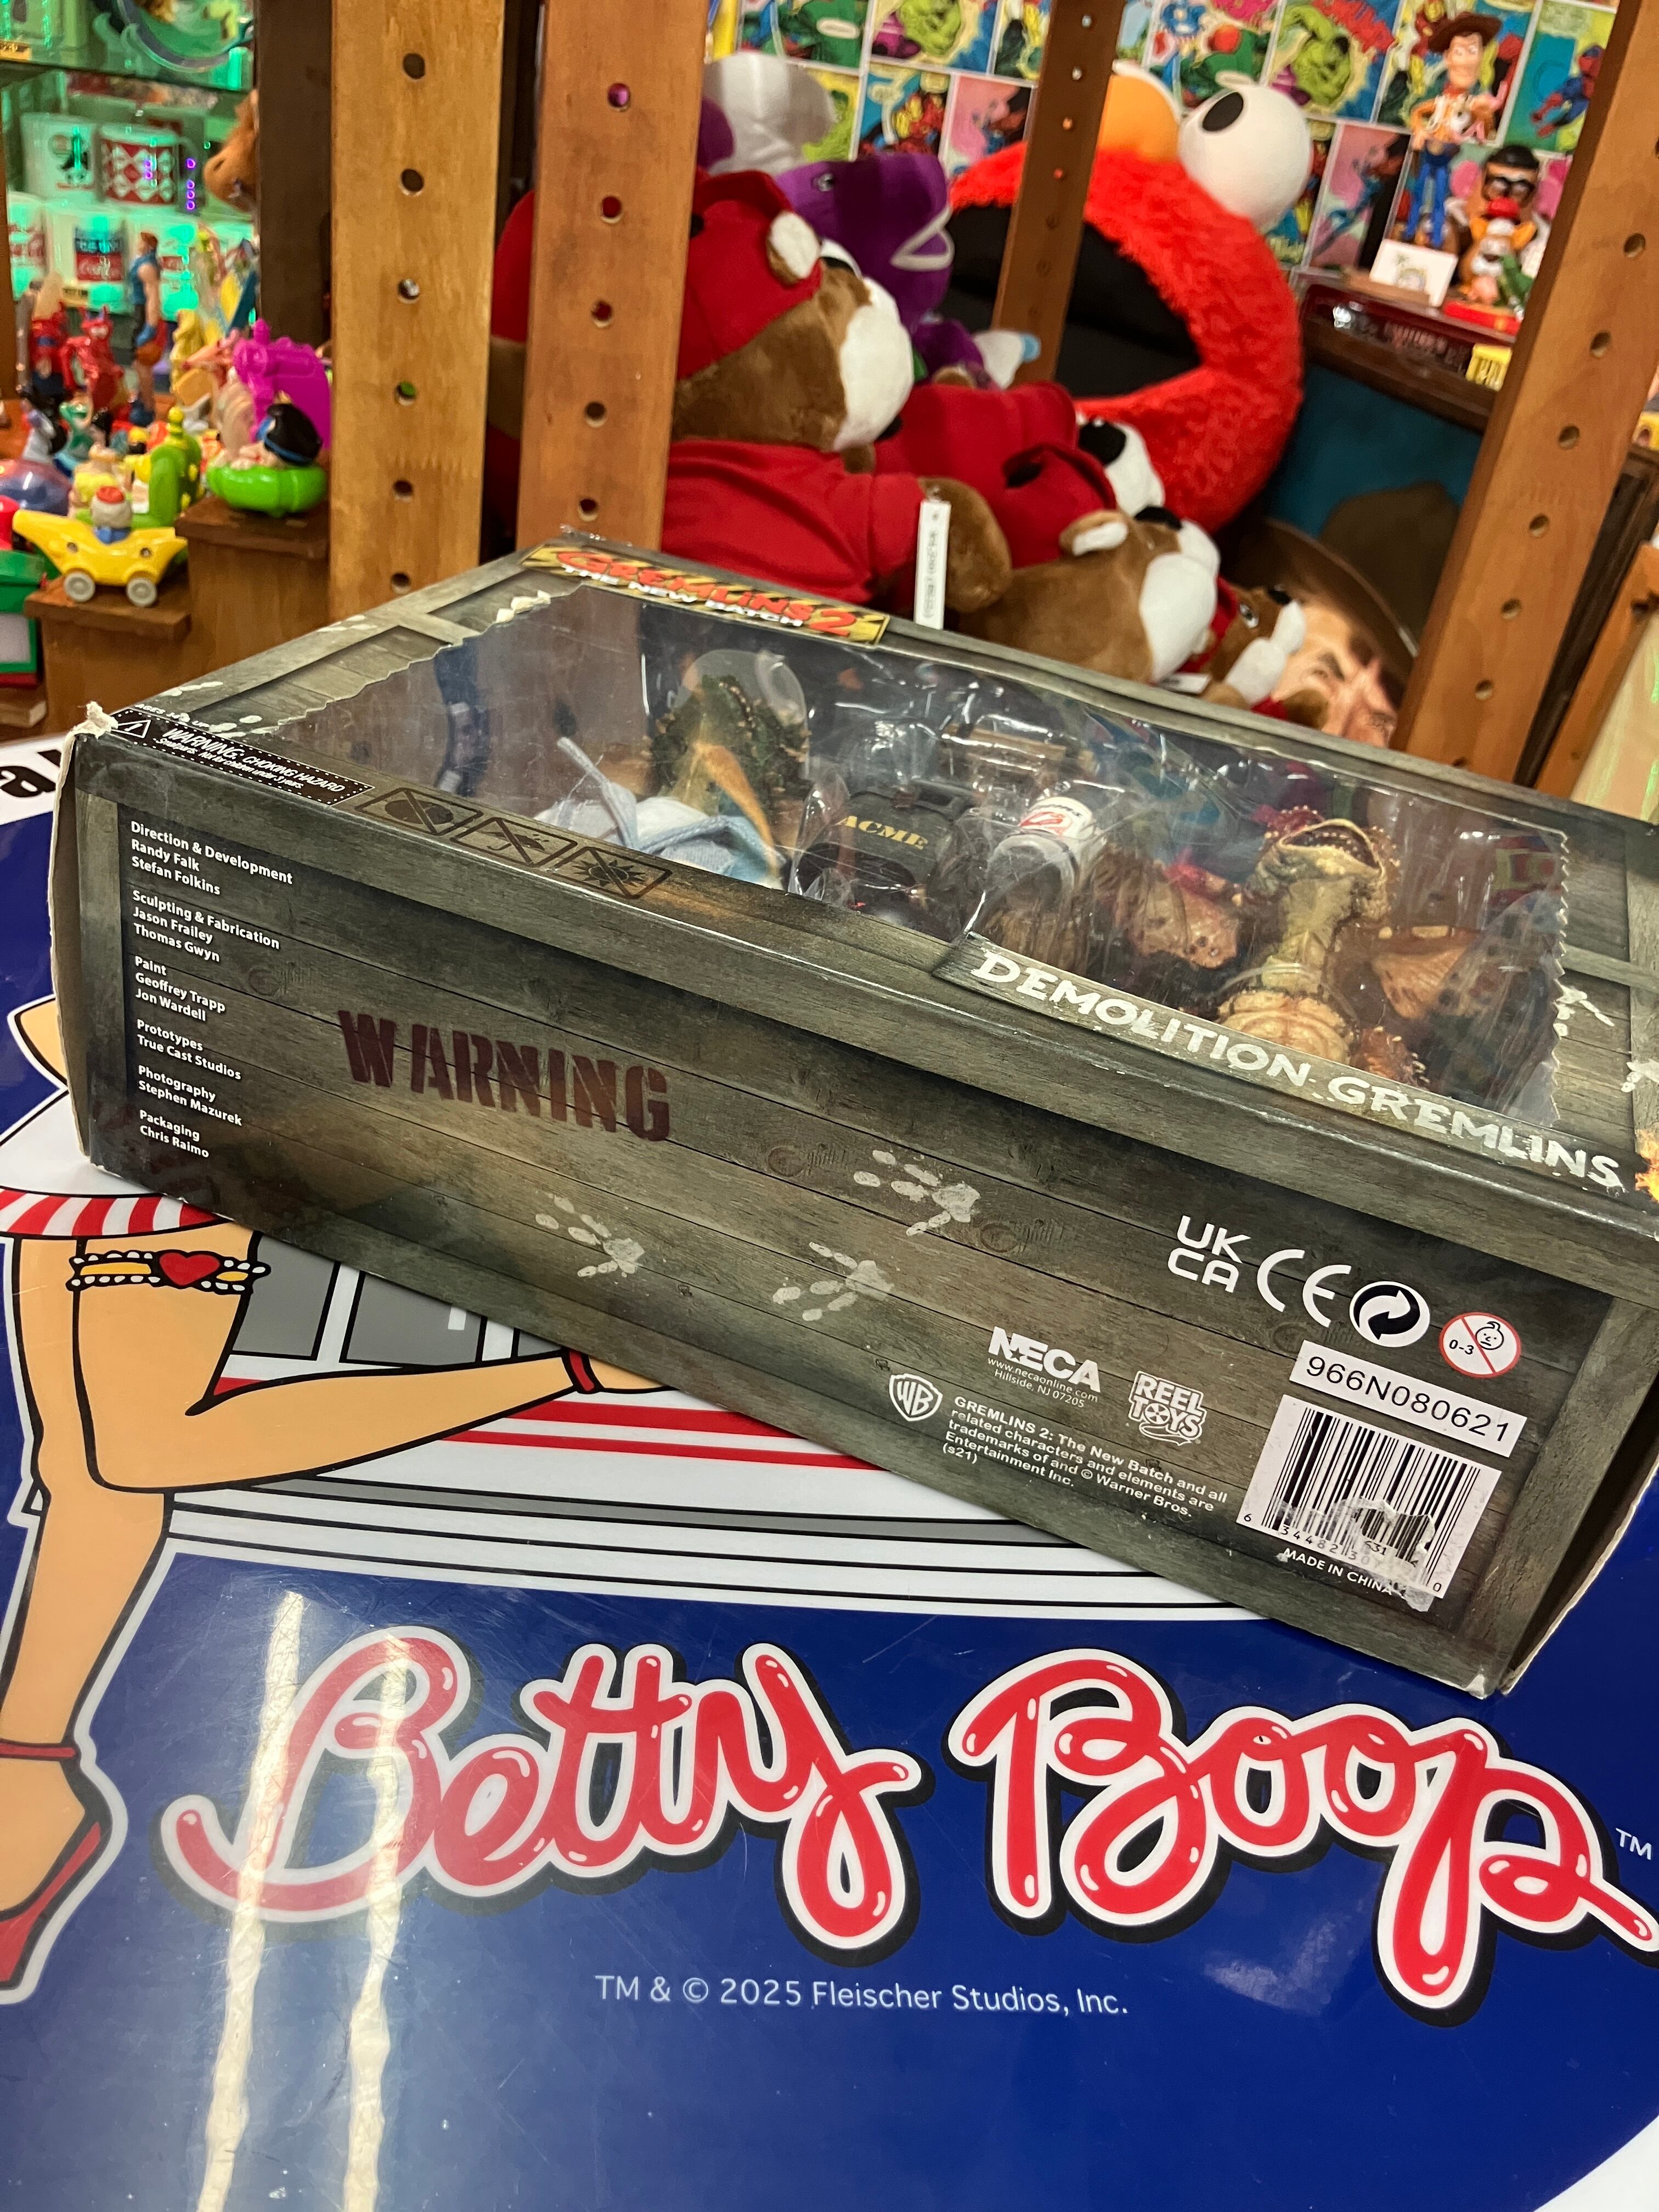 GREMLINS 2
THE NEW BATCH
WARNING: CHOKING HAZARD
ACME
DEMOLITION GREMLINS
Direction & Development
Randy Falk
Stefan Folkins
Sculpting & Fabrication
Jason Frailey
Thomas Gwyn
Paint
Geoffrey Trapp
Jon Wardell
Prototypes
True Cast Studios
Photography
Stephen Mazurek
Packaging
Chris Raimo
WARNING
UK
CA
CE
0-3
NECA
www.necaonline.com
Hillside, NJ 07205
REEL
TOYS
WB
GREMLINS 2: The New Batch and all
related characters and elements are
trademarks of and © Warner Bros.
Entertainment Inc.
(s21)
966N080621
MADE IN CHINA
Betty Boop
TM
TM & © 2025 Fleischer Studios, Inc.